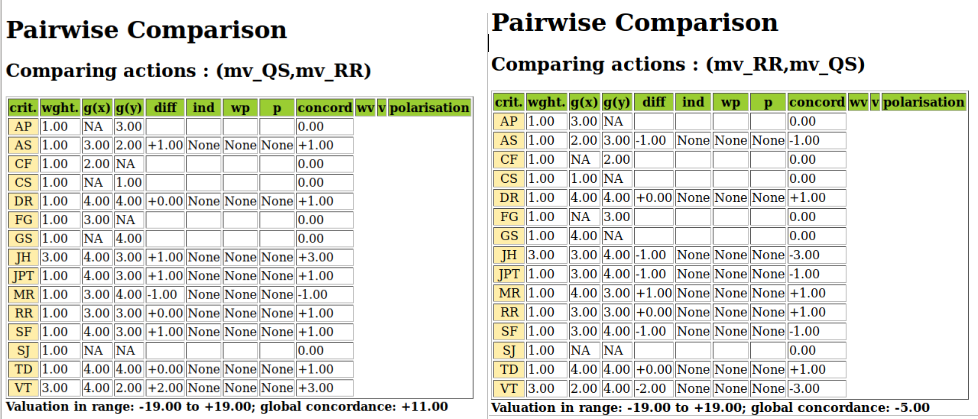 Pairwise Comparison
Comparing actions : (mv_QS,mv_RR)
crit. wght. g(x) g(y) diff ind wp p concord wv v polarisation
AP 1.00 NA 3.00 0.00
AS 1.00 3.00 2.00 +1.00 None None None +1.00
CF 1.00 2.00 NA 0.00
CS 1.00 NA 1.00 0.00
DR 1.00 4.00 4.00 +0.00 None None None +1.00
FG 1.00 3.00 NA 0.00
GS 1.00 NA 4.00 0.00
JH 3.00 4.00 3.00 +1.00 None None None +3.00
JPT 1.00 4.00 3.00 +1.00 None None None +1.00
MR 1.00 3.00 4.00 -1.00 None None None -1.00
RR 1.00 3.00 3.00 +0.00 None None None +1.00
SF 1.00 4.00 3.00 +1.00 None None None +1.00
SJ 1.00 NA NA 0.00
TD 1.00 4.00 4.00 +0.00 None None None +1.00
VT 3.00 4.00 2.00 +2.00 None None None +3.00
Valuation in range: -19.00 to +19.00; global concordance: +11.00
Pairwise Comparison
Comparing actions : (mv_RR,mv_QS)
crit. wght. g(x) g(y) diff ind wp p concord wv v polarisation
AP 1.00 3.00 NA 0.00
AS 1.00 2.00 3.00 -1.00 None None None -1.00
CF 1.00 NA 2.00 0.00
CS 1.00 1.00 NA 0.00
DR 1.00 4.00 4.00 +0.00 None None None +1.00
FG 1.00 NA 3.00 0.00
GS 1.00 4.00 NA 0.00
JH 3.00 3.00 4.00 -1.00 None None None -3.00
JPT 1.00 3.00 4.00 -1.00 None None None -1.00
MR 1.00 4.00 3.00 +1.00 None None None +1.00
RR 1.00 3.00 3.00 +0.00 None None None +1.00
SF 1.00 3.00 4.00 -1.00 None None None -1.00
SJ 1.00 NA NA 0.00
TD 1.00 4.00 4.00 +0.00 None None None +1.00
VT 3.00 2.00 4.00 -2.00 None None None -3.00
Valuation in range: -19.00 to +19.00; global concordance: -5.00